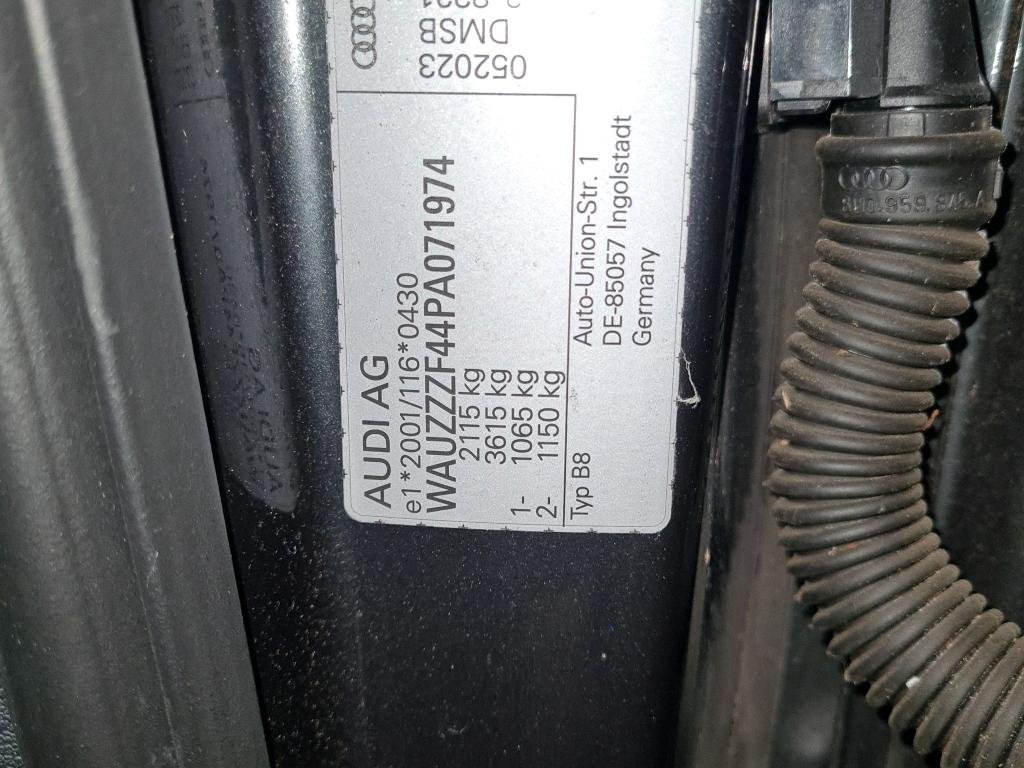 AUDI AG
e1*2001/116*0430
WAUZZZF44PA071974
2115 kg
3615 kg
1- 1065 kg
2- 1150 kg
Typ B8
Auto-Union-Str. 1
DE-85057 Ingolstadt
Germany
052023
DMSB